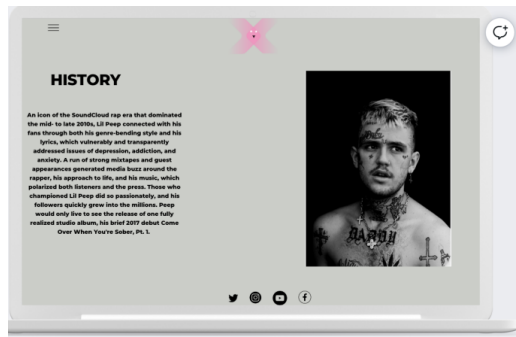 HISTORY
An icon of the SoundCloud rap era that dominated
the mid- to late 2010s, Lil Peep connected with his
fans through both his genre-bending style and his
lyrics, which vulnerably and transparently
addressed issues of depression, addiction, and
anxiety. A run of strong mixtapes and guest
appearances generated media buzz around the
rapper, his approach to life, and his music, which
polarized both listeners and the press. Those who
championed Lil Peep did so passionately, and his
followers quickly grew into the millions. Peep
would only live to see the release of one fully
realized studio album, his brief 2017 debut Come
Over When You're Sober, Pt. 1.
DADDY